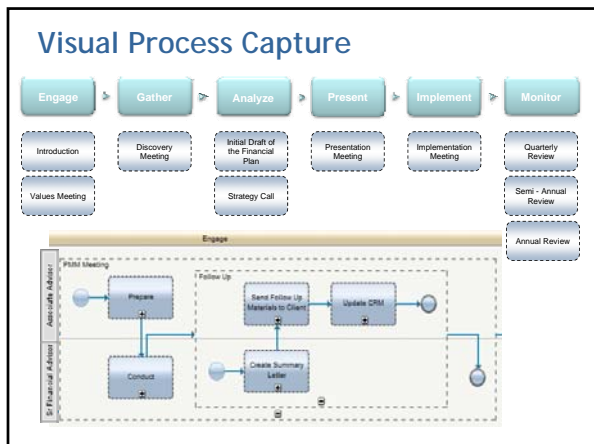 Visual Process Capture
Engage
Gather
Analyze
Present
Implement
Monitor
Introduction
Values Meeting
Discovery
Meeting
Initial Draft of
the Financial
Plan
Strategy Call
Presentation
Meeting
Implementation
Meeting
Quarterly
Review
Semi - Annual
Review
Annual Review
Engage
Associate Advisor
Sr Financial Advisor
PMM Meeting
Prepare
Conduct
Follow Up
Send Follow Up
Materials to Client
Update CRM
Create Summary
Letter